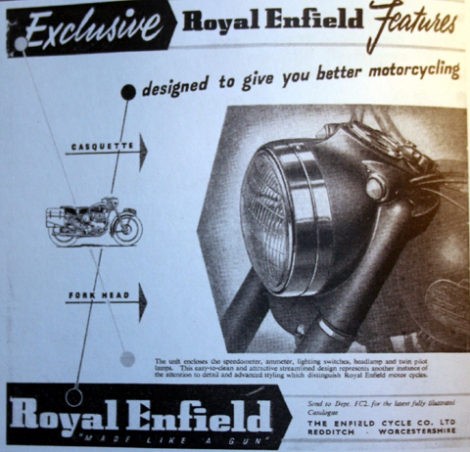 Exclusive Royal Enfield Features
designed to give you better motorcycling
CASQUETTE
FORK HEAD
The unit encloses the speedometer, ammeter, lighting switches, headlamp and twin pilot
lamps. This easy-to-clean and attractive streamlined design represents another instance of
the attention to detail and advanced styling which distinguish Royal Enfield motor cycles.
Royal Enfield
"MADE LIKE A GUN"
Send to Dept. FC2, for the latest fully illustrated
Catalogue
THE ENFIELD CYCLE CO. LTD
REDDITCH · WORCESTERSHIRE